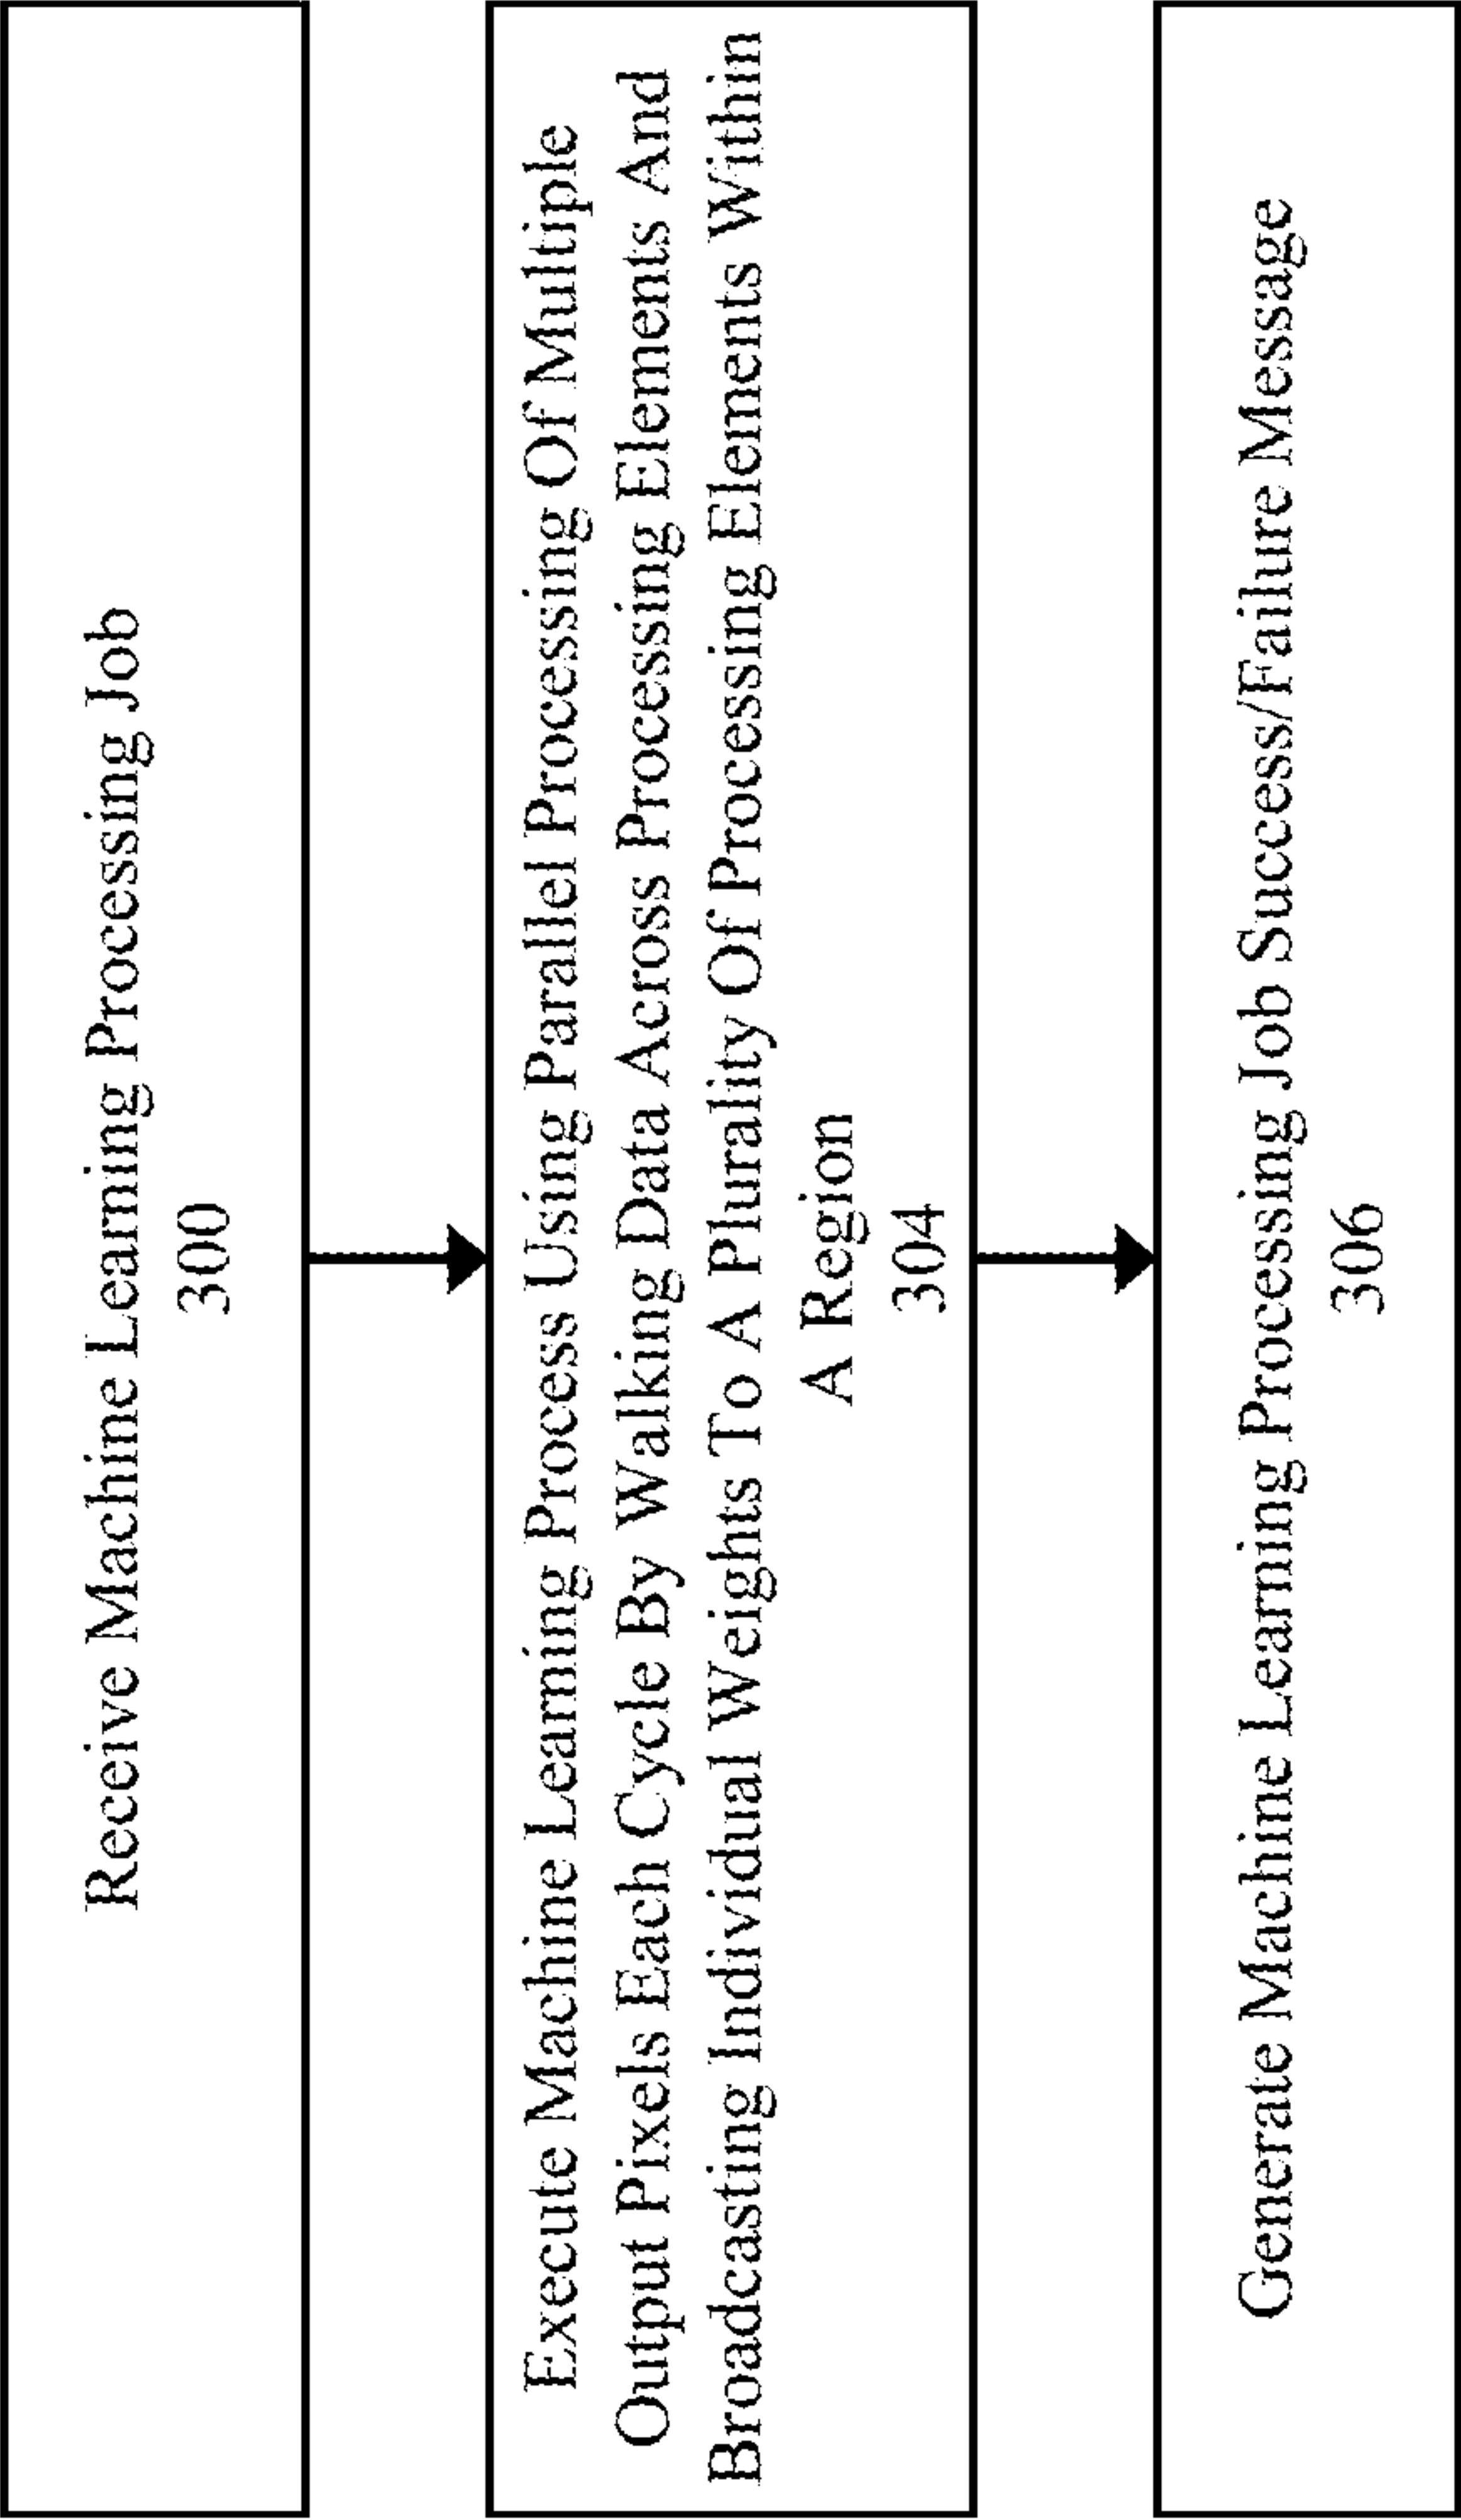 Receive Machine Learning Processing Job
300
Execute Machine Learning Process Using Parallel Processing Of Multiple
Output Pixels Each Cycle By Walking Data Across Processing Elements And
Broadcasting Individual Weights To A Plurality Of Processing Elements Within
A Region
304
Generate Machine Learning Processing Job Success/Failure Message
306